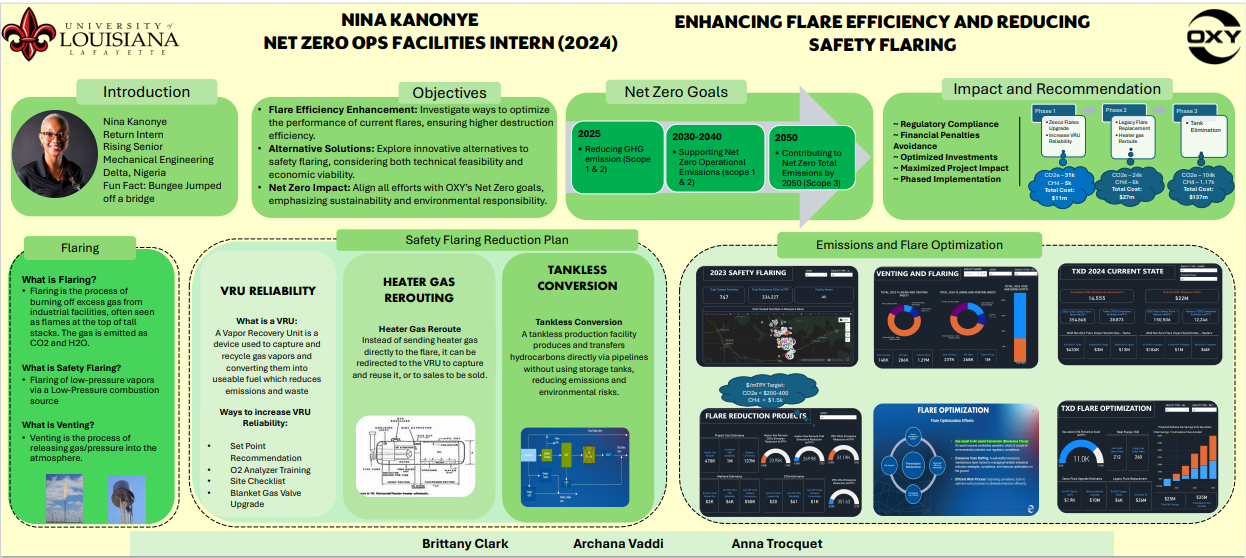 UNIVERSITY of
LOUISIANA
LAFAYETTE
NINA KANONYE
NET ZERO OPS FACILITIES INTERN (2024)
ENHANCING FLARE EFFICIENCY AND REDUCING
SAFETY FLARING
OXY
Introduction
Nina Kanonye
Return Intern
Rising Senior
Mechanical Engineering
Delta, Nigeria
Fun Fact: Bungee Jumped
off a bridge
Objectives
• Flare Efficiency Enhancement: Investigate ways to optimize
the performance of current flares, ensuring higher destruction
efficiency.
• Alternative Solutions: Explore innovative alternatives to
safety flaring, considering both technical feasibility and
economic viability.
• Net Zero Impact: Align all efforts with OXY's Net Zero goals,
emphasizing sustainability and environmental responsibility.
Net Zero Goals
2025
• Reducing GHG
emission (Scope
1 & 2)
2030-2040
• Supporting Net
Zero Operational
Emissions (scope 1
& 2)
2050
• Contributing to
Net Zero Total
Emissions by
2050 (Scope 3)
Impact and Recommendation
~ Regulatory Compliance
~ Financial Penalties
Avoidance
~ Optimized Investments
~ Maximized Project Impact
~ Phased Implementation
Phase 1
• Zeeco Flares
Upgrade
• Increase VRU
Reliability
CO2e – 31k
CH4 – 5k
Total Cost:
$11m
Phase 2
• Legacy Flare
Replacement
• Heater gas
Reroute
CO2e – 24k
CH4 – 6k
Total Cost:
$27m
Phase 3
• Tank
Elimination
CO2e – 104k
CH4 – 1.17k
Total Cost:
$137m
Flaring
What is Flaring?
• Flaring is the process of
burning off excess gas from
industrial facilities, often seen
as flames at the top of tall
stacks. The gas is emitted as
CO2 and H2O.
What is Safety Flaring?
• Flaring of low-pressure vapors
via a Low-Pressure combustion
source
What is Venting?
• Venting is the process of
releasing gas/pressure into the
atmosphere.
Safety Flaring Reduction Plan
VRU RELIABILITY
What is a VRU:
A Vapor Recovery Unit is a
device used to capture and
recycle gas vapors and
converting them into
useable fuel which reduces
emissions and waste
Ways to increase VRU
Reliability:
• Set Point
Recommendation
• O2 Analyzer Training
• Site Checklist
• Blanket Gas Valve
Upgrade
HEATER GAS
REROUTING
Heater Gas Reroute
Instead of sending heater gas
directly to the flare, it can be
redirected to the VRU to capture
and reuse it, or to sales to be sold.
TANKLESS
CONVERSION
Tankless Conversion
A tankless production facility
produces and transfers
hydrocarbons directly via pipelines
without using storage tanks,
reducing emissions and
environmental risks.
Emissions and Flare Optimization
2023 SAFETY FLARING
747
334,227
VENTING AND FLARING
TXD 2024 CURRENT STATE
14,555
$22M
$/mTPY Target:
CO2e < $200-400
CH4 < $1.5k
FLARE REDUCTION PROJECTS
FLARE OPTIMIZATION
Flare Optimization Efforts:
TXD FLARE OPTIMIZATION
11.0K
212
260
Brittany Clark
Archana Vaddi
Anna Trocquet